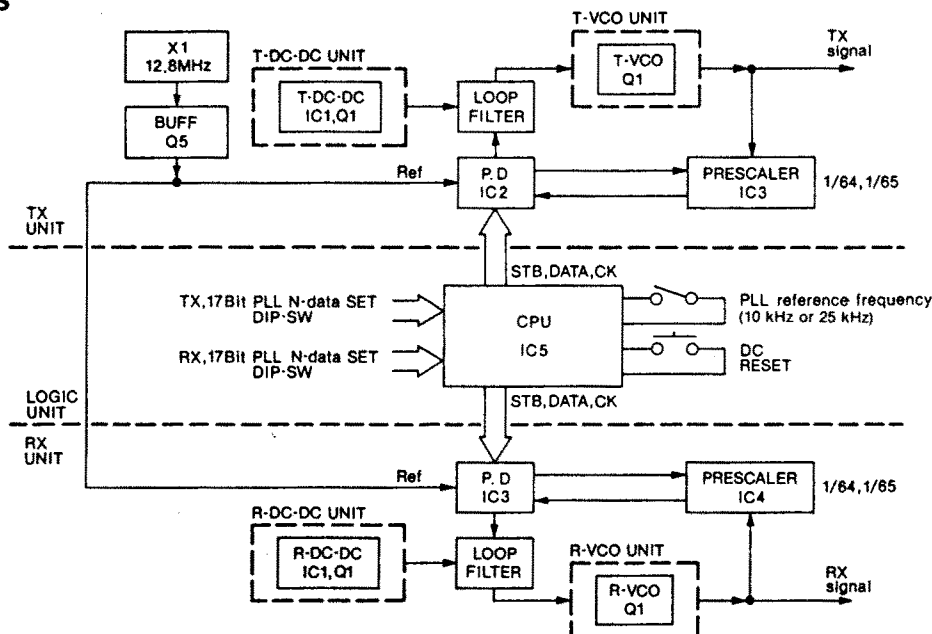 S
X1
12.8MHz
BUFF
Q5
T-DC-DC UNIT
T-DC-DC
IC1,Q1
LOOP
FILTER
T-VCO UNIT
T-VCO
Q1
TX
signal
Ref
P.D
IC2
PRESCALER
IC3
1/64,1/65
TX
UNIT
STB,DATA,CK
TX,17Bit PLL N-data SET
DIP-SW
RX,17Bit PLL N-data SET
DIP-SW
CPU
IC5
PLL reference frequency
(10 kHz or 25 kHz)
DC
RESET
LOGIC
UNIT
STB,DATA,CK
RX
UNIT
Ref
P.D
IC3
PRESCALER
IC4
1/64,1/65
R-DC-DC UNIT
R-DC-DC
IC1,Q1
LOOP
FILTER
R-VCO UNIT
R-VCO
Q1
RX
signal